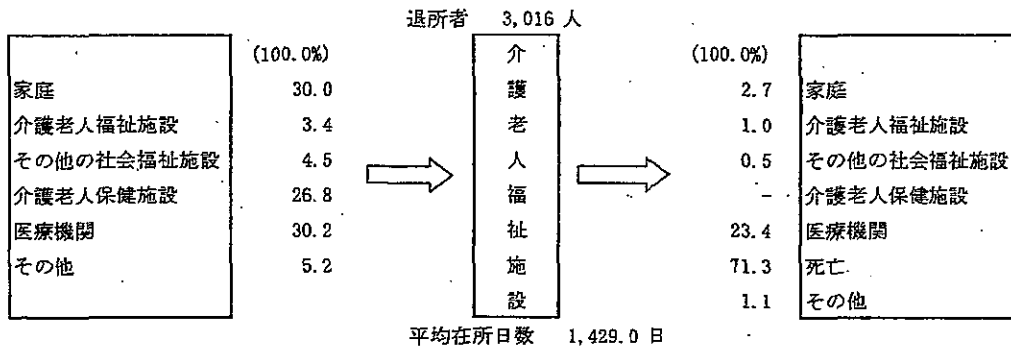 退所者 3,016 人
(100.0%)
家庭 30.0
介護老人福祉施設 3.4
その他の社会福祉施設 4.5
介護老人保健施設 26.8
医療機関 30.2
その他 5.2
介護老人福祉施設
(100.0%)
2.7 家庭
1.0 介護老人福祉施設
0.5 その他の社会福祉施設
- 介護老人保健施設
23.4 医療機関
71.3 死亡
1.1 その他
平均在所日数 1,429.0 日